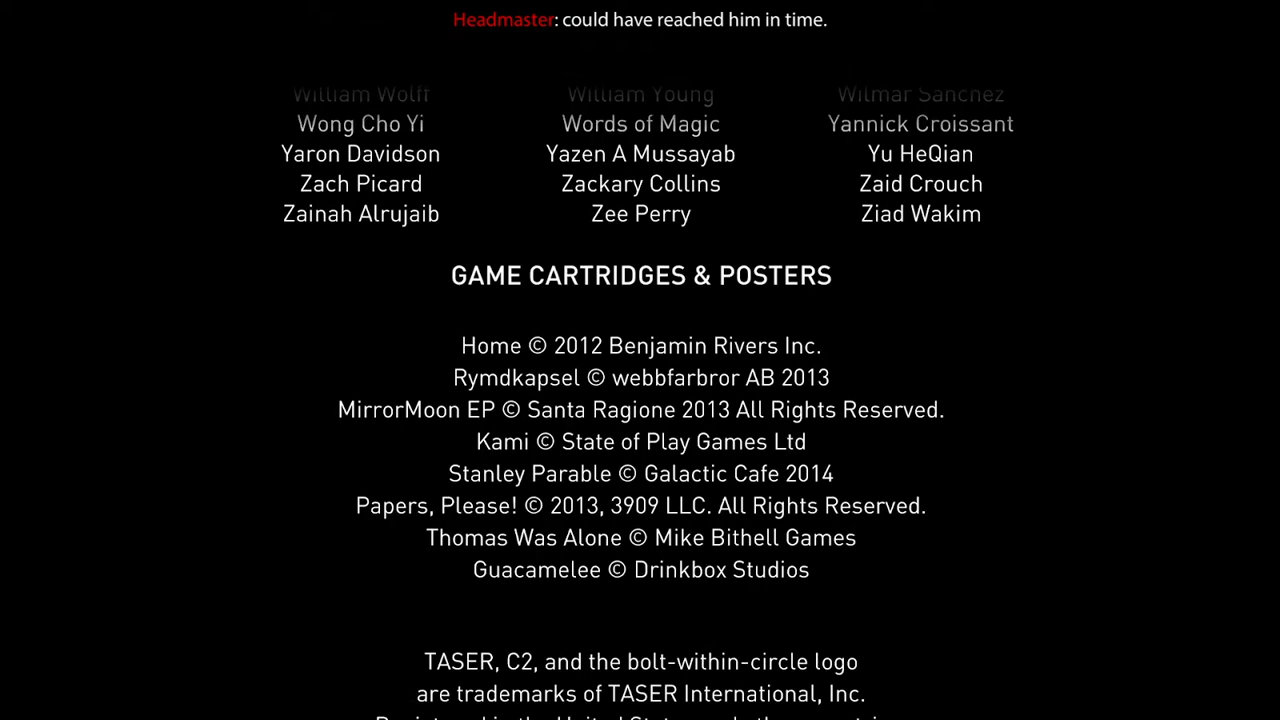 Headmaster: could have reached him in time.
William Wolff William Young Wilmar Sanchez
Wong Cho Yi Words of Magic Yannick Croissant
Yaron Davidson Yazen A Mussayab Yu HeQian
Zach Picard Zackary Collins Zaid Crouch
Zainah Alrujaib Zee Perry Ziad Wakim
GAME CARTRIDGES & POSTERS
Home © 2012 Benjamin Rivers Inc.
Rymdkapsel © webbfarbror AB 2013
MirrorMoon EP © Santa Ragione 2013 All Rights Reserved.
Kami © State of Play Games Ltd
Stanley Parable © Galactic Cafe 2014
Papers, Please! © 2013, 3909 LLC. All Rights Reserved.
Thomas Was Alone © Mike Bithell Games
Guacamelee © Drinkbox Studios
TASER, C2, and the bolt-within-circle logo
are trademarks of TASER International, Inc.